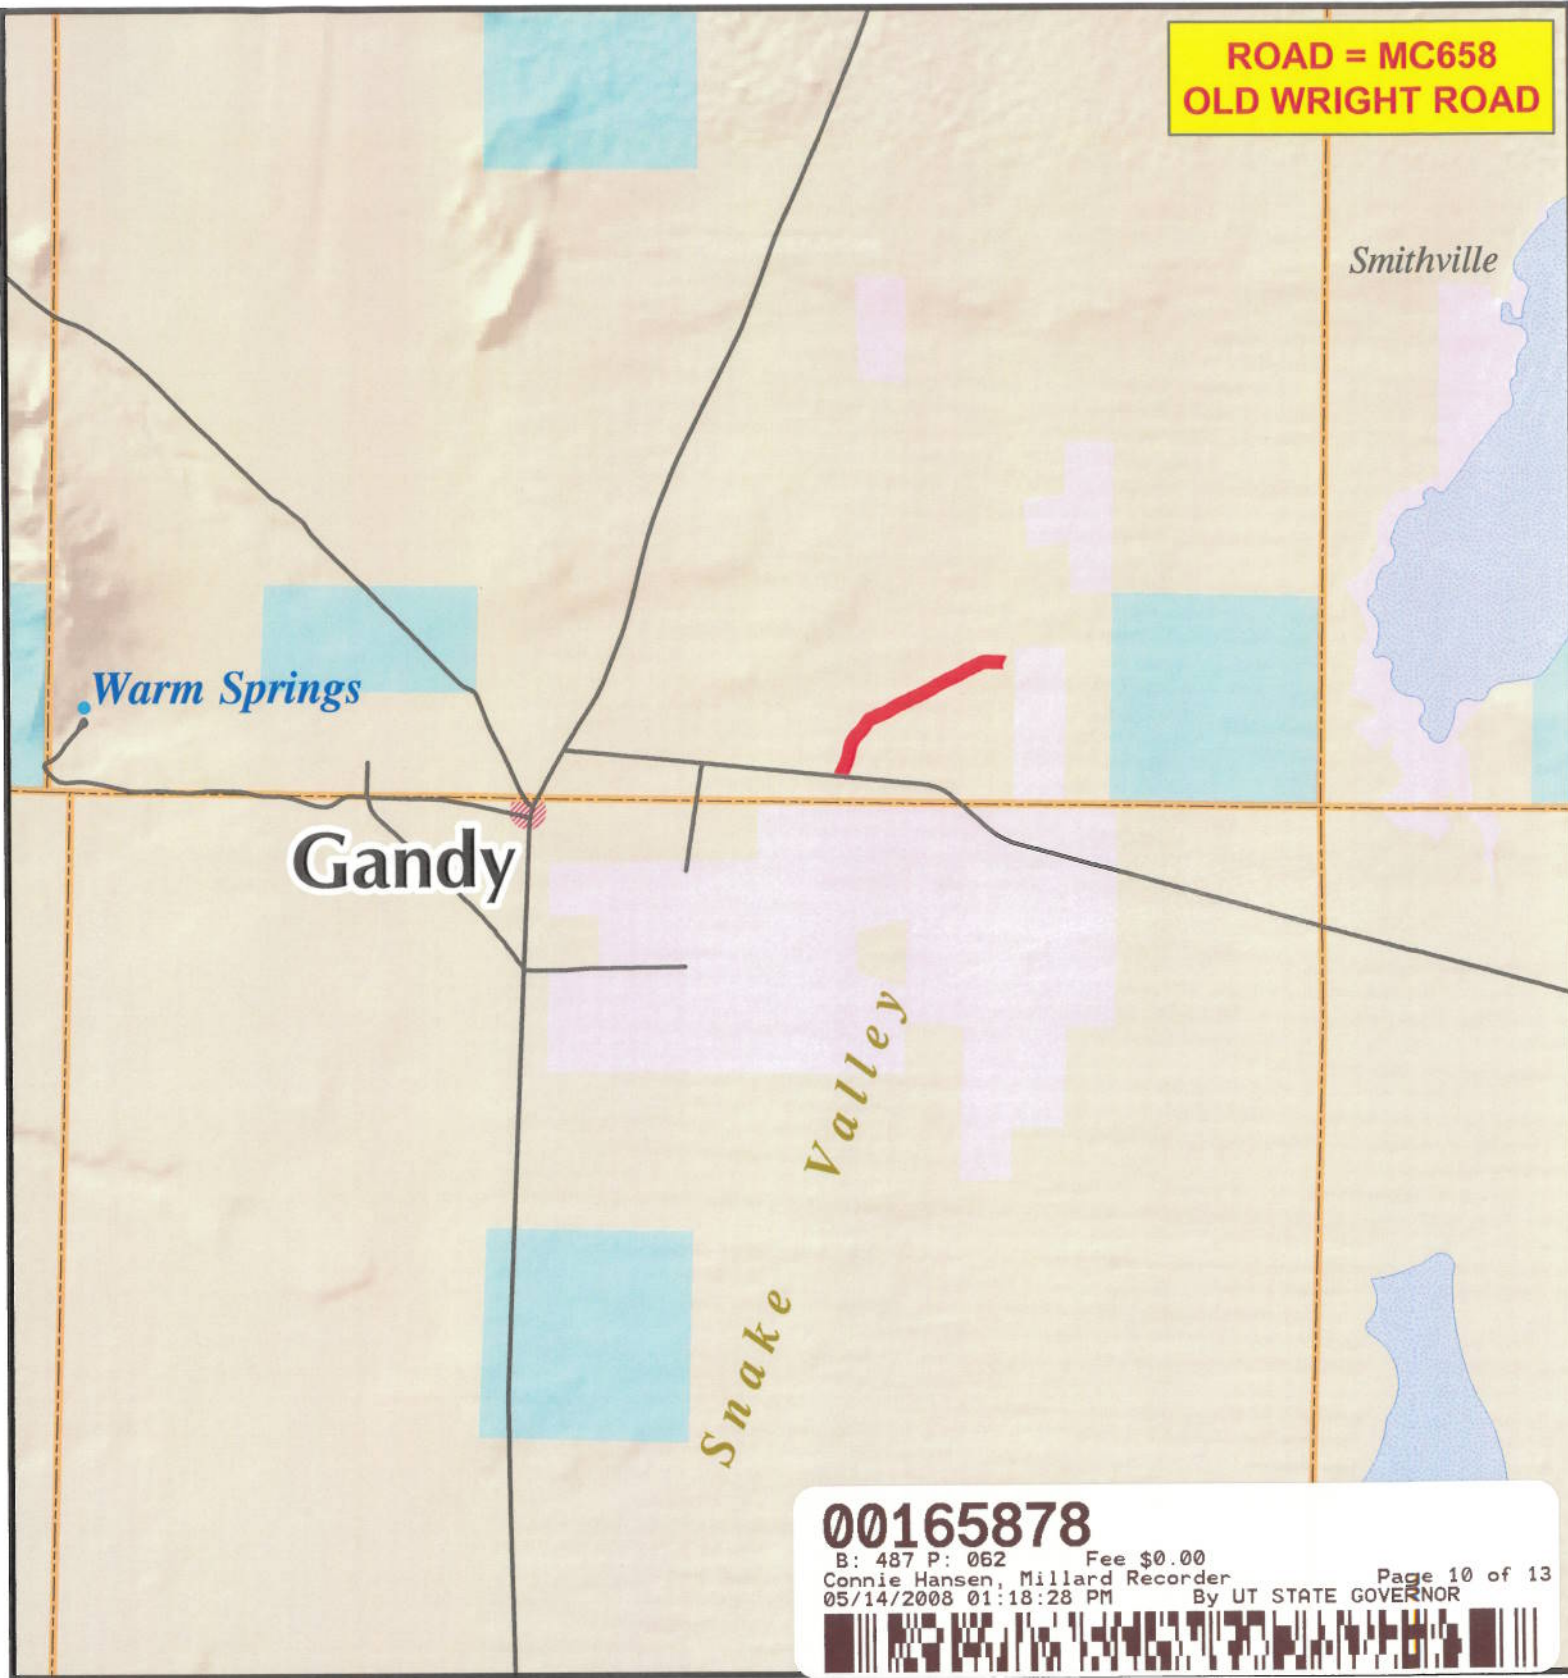 ROAD = MC658
OLD WRIGHT ROAD
Smithville
Warm Springs
Gandy
Snake Valley
00165878
B: 487 P: 062 Fee $0.00
Connie Hansen, Millard Recorder Page 10 of 13
05/14/2008 01:18:28 PM By UT STATE GOVERNOR